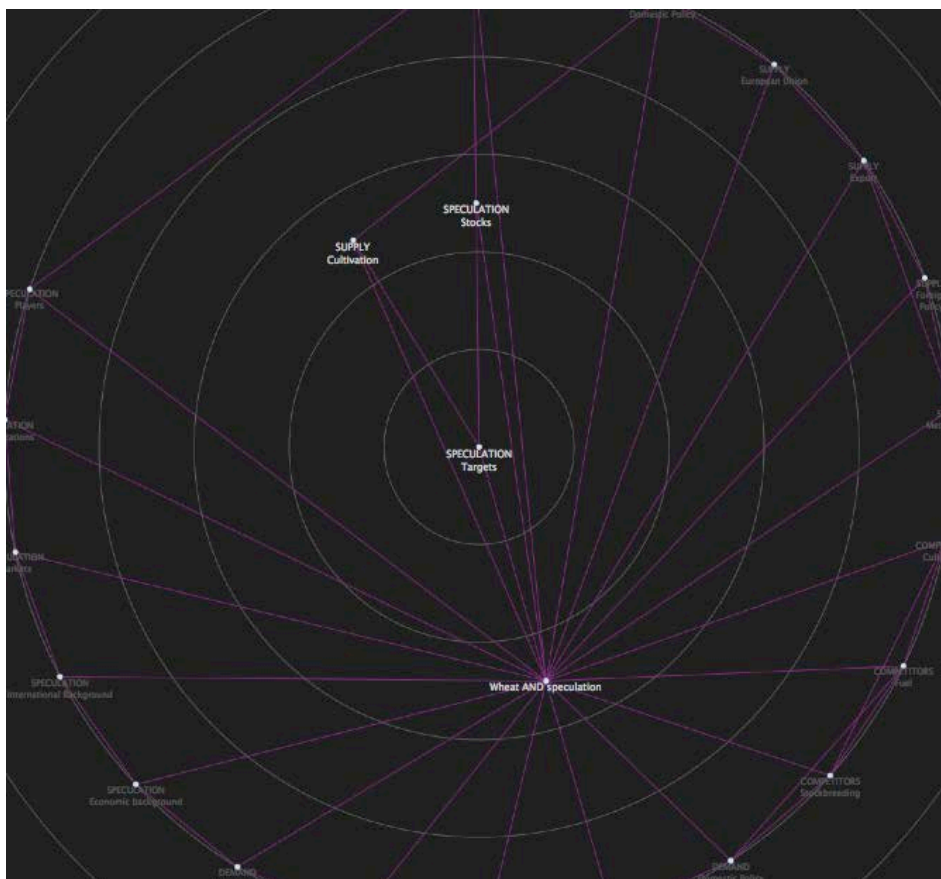 Domestic Policy
SUPPLY
European Union
SUPPLY
Export
SPECULATION
Stocks
SUPPLY
Cultivation
SPECULATION
Players
SPECULATION
Targets
Wheat AND speculation
SPECULATION
International Background
COMPETITORS
Fuel
COMPETITORS
Stockbreeding
SPECULATION
Economic background
DEMAND
DEMAND
Domestic Policy